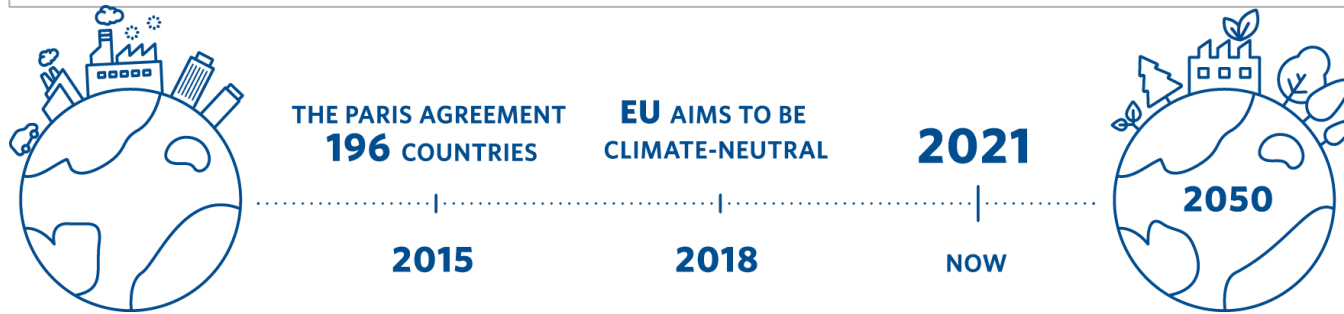 THE PARIS AGREEMENT
196 COUNTRIES
2015
EU AIMS TO BE
CLIMATE-NEUTRAL
2018
2021
NOW
2050